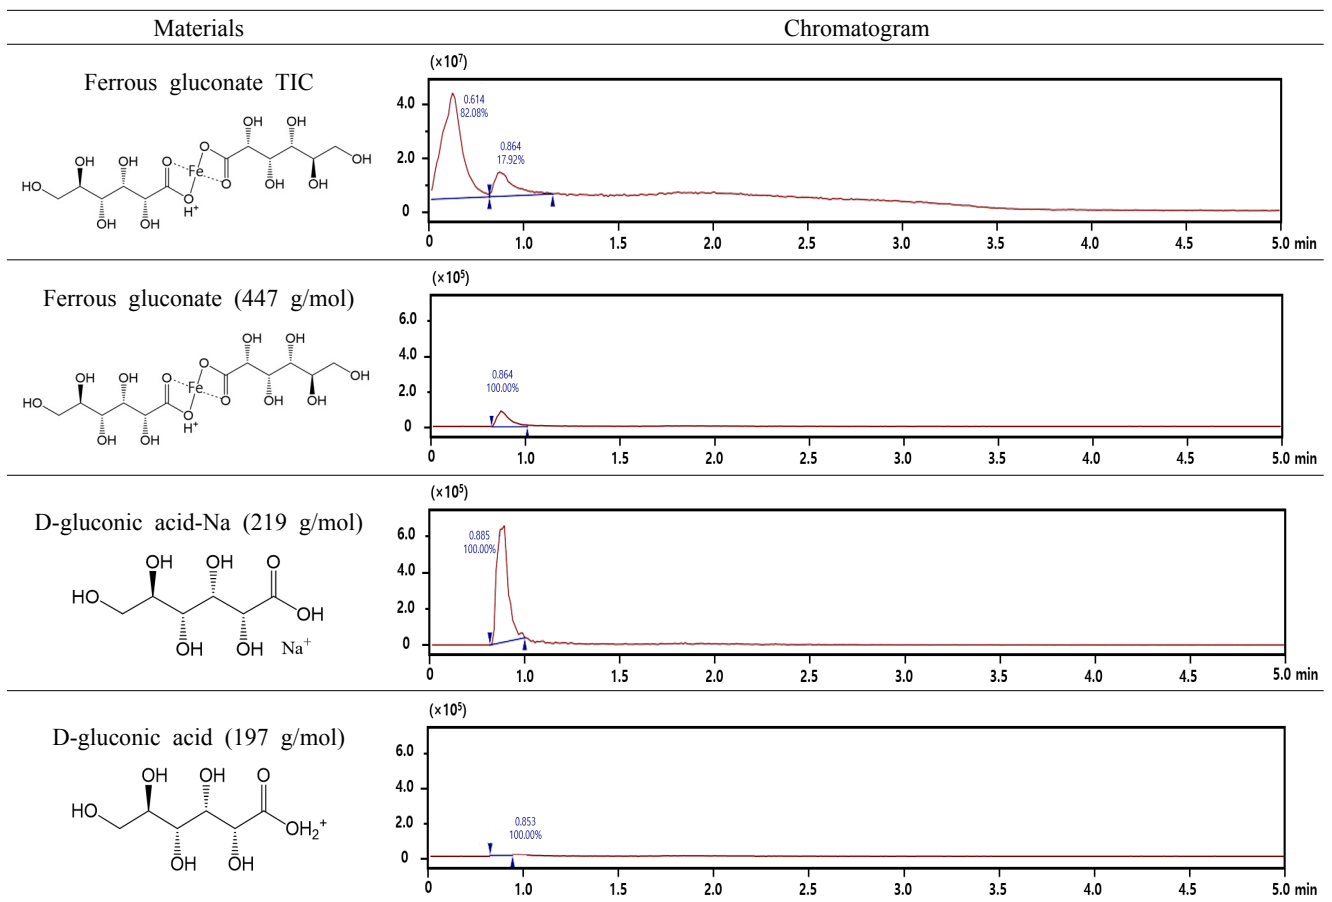 Materials
Chromatogram
Ferrous gluconate TIC
OH OH
O
OH
OH OH
O
Fe
HO
O
OH OH
O
H+
OH OH
(×10⁷)
4.0
2.0
0
0.614
82.08%
0.864
17.92%
0 1.0 1.5 2.0 2.5 3.0 3.5 4.0 4.5 5.0 min
Ferrous gluconate (447 g/mol)
OH OH
O
OH
OH OH
O
Fe
HO
O
OH OH
O
H+
OH OH
(×10⁵)
6.0
4.0
2.0
0
0.864
100.00%
0 1.0 1.5 2.0 2.5 3.0 3.5 4.0 4.5 5.0 min
D-gluconic acid-Na (219 g/mol)
OH OH O
HO
OH
OH OH Na+
(×10⁵)
6.0
4.0
2.0
0
0.885
100.00%
0 1.0 1.5 2.0 2.5 3.0 3.5 4.0 4.5 5.0 min
D-gluconic acid (197 g/mol)
OH OH O
HO
OH₂+
OH OH
(×10⁵)
6.0
4.0
2.0
0
0.853
100.00%
0 1.0 1.5 2.0 2.5 3.0 3.5 4.0 4.5 5.0 min